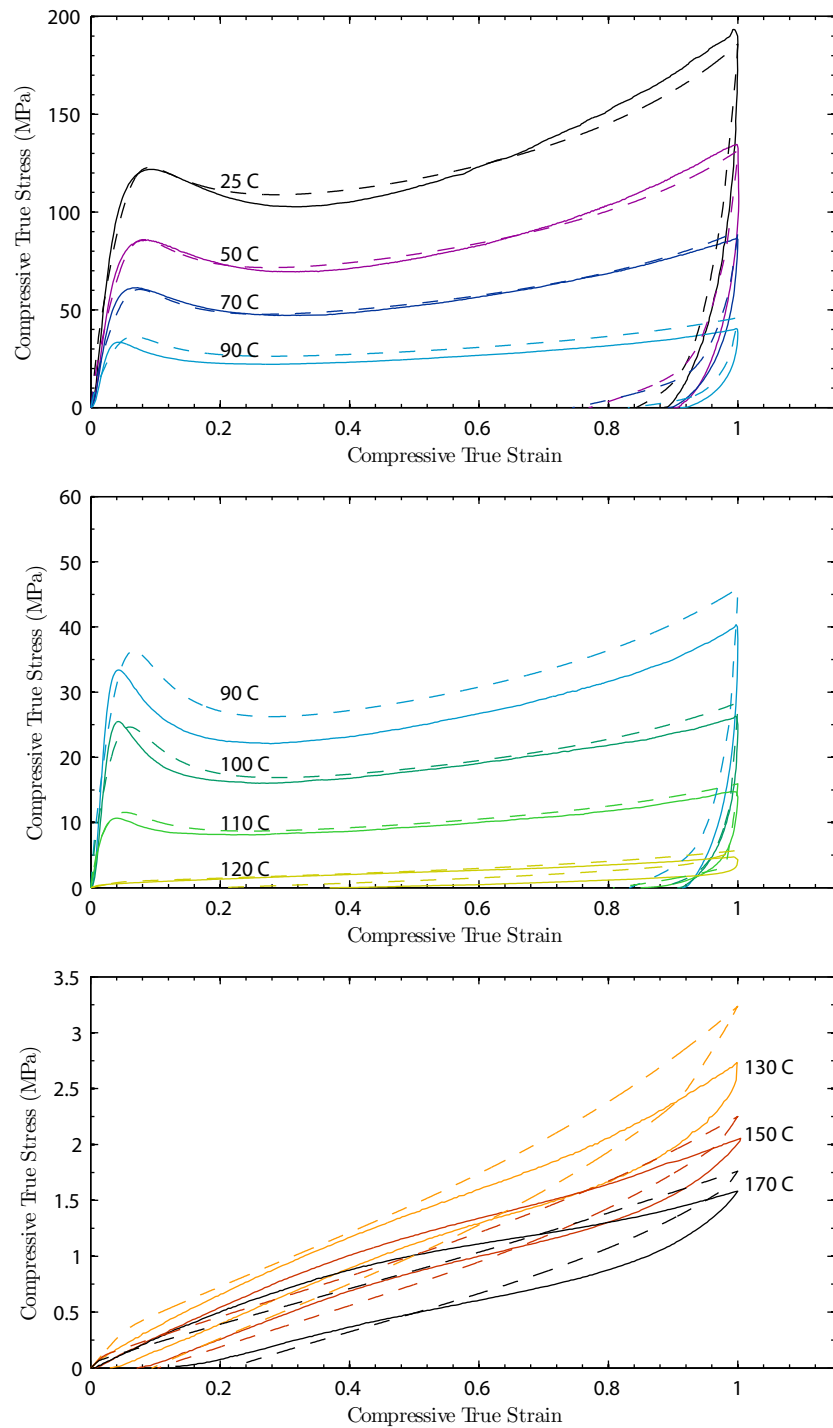 200
150
100
50
0
Compressive True Stress (MPa)
25 C
50 C
70 C
90 C
0 0.2 0.4 0.6 0.8 1
Compressive True Strain
60
50
40
30
20
10
0
Compressive True Stress (MPa)
90 C
100 C
110 C
120 C
0 0.2 0.4 0.6 0.8 1
Compressive True Strain
3.5
3
2.5
2
1.5
1
0.5
0
Compressive True Stress (MPa)
130 C
150 C
170 C
0 0.2 0.4 0.6 0.8 1
Compressive True Strain